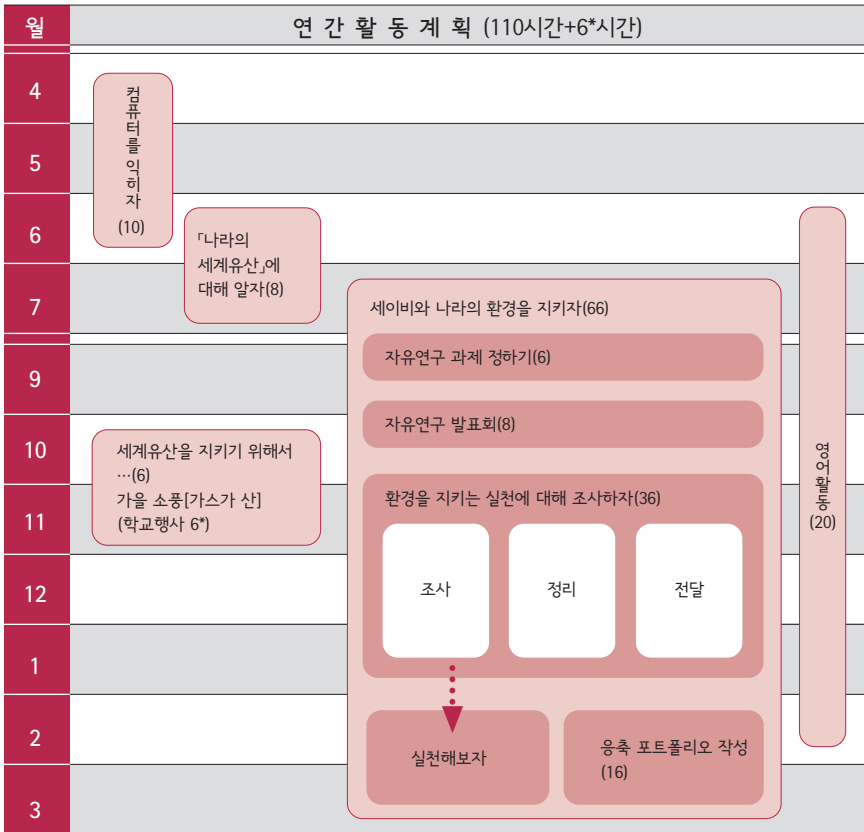 월
연 간 활 동 계 획 (110시간+6*시간)
4
5
6
7
9
10
11
12
1
2
3
컴퓨터를 익히자
(10)
「나라의
세계유산」에
대해 알자(8)
세계유산을 지키기 위해서
…(6)
가을 소풍[가스가 산]
(학교행사 6*)
세이비와 나라의 환경을 지키자(66)
자유연구 과제 정하기(6)
자유연구 발표회(8)
환경을 지키는 실천에 대해 조사하자(36)
조사
정리
전달
실천해보자
응축 포트폴리오 작성
(16)
영어활동
(20)